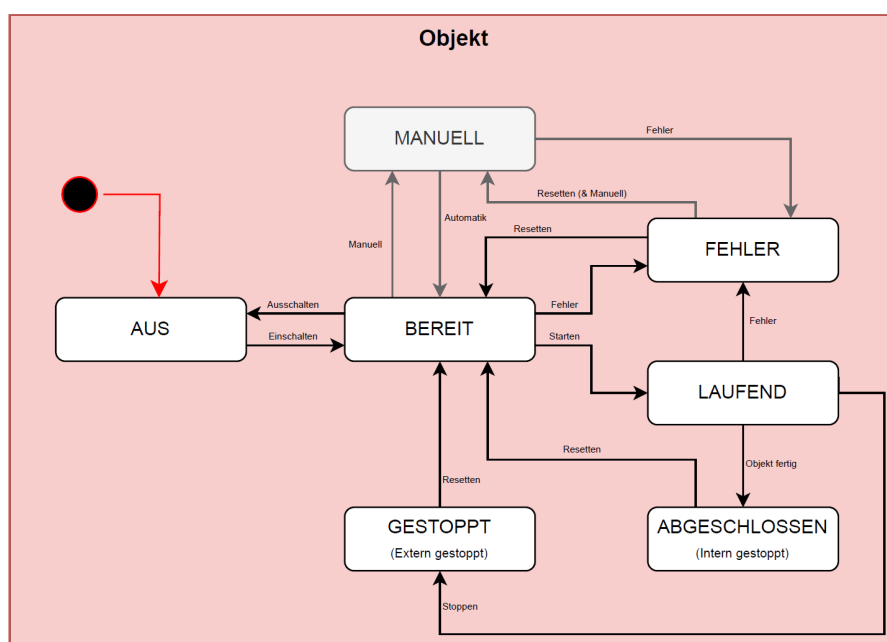 Objekt
MANUELL
Fehler
Resetten (& Manuell)
Automatik
Resetten
Manuell
FEHLER
Ausschalten
Fehler
AUS
BEREIT
Fehler
Einschalten
Starten
LAUFEND
Resetten
Objekt fertig
Resetten
GESTOPPT
(Extern gestoppt)
ABGESCHLOSSEN
(Intern gestoppt)
Stoppen